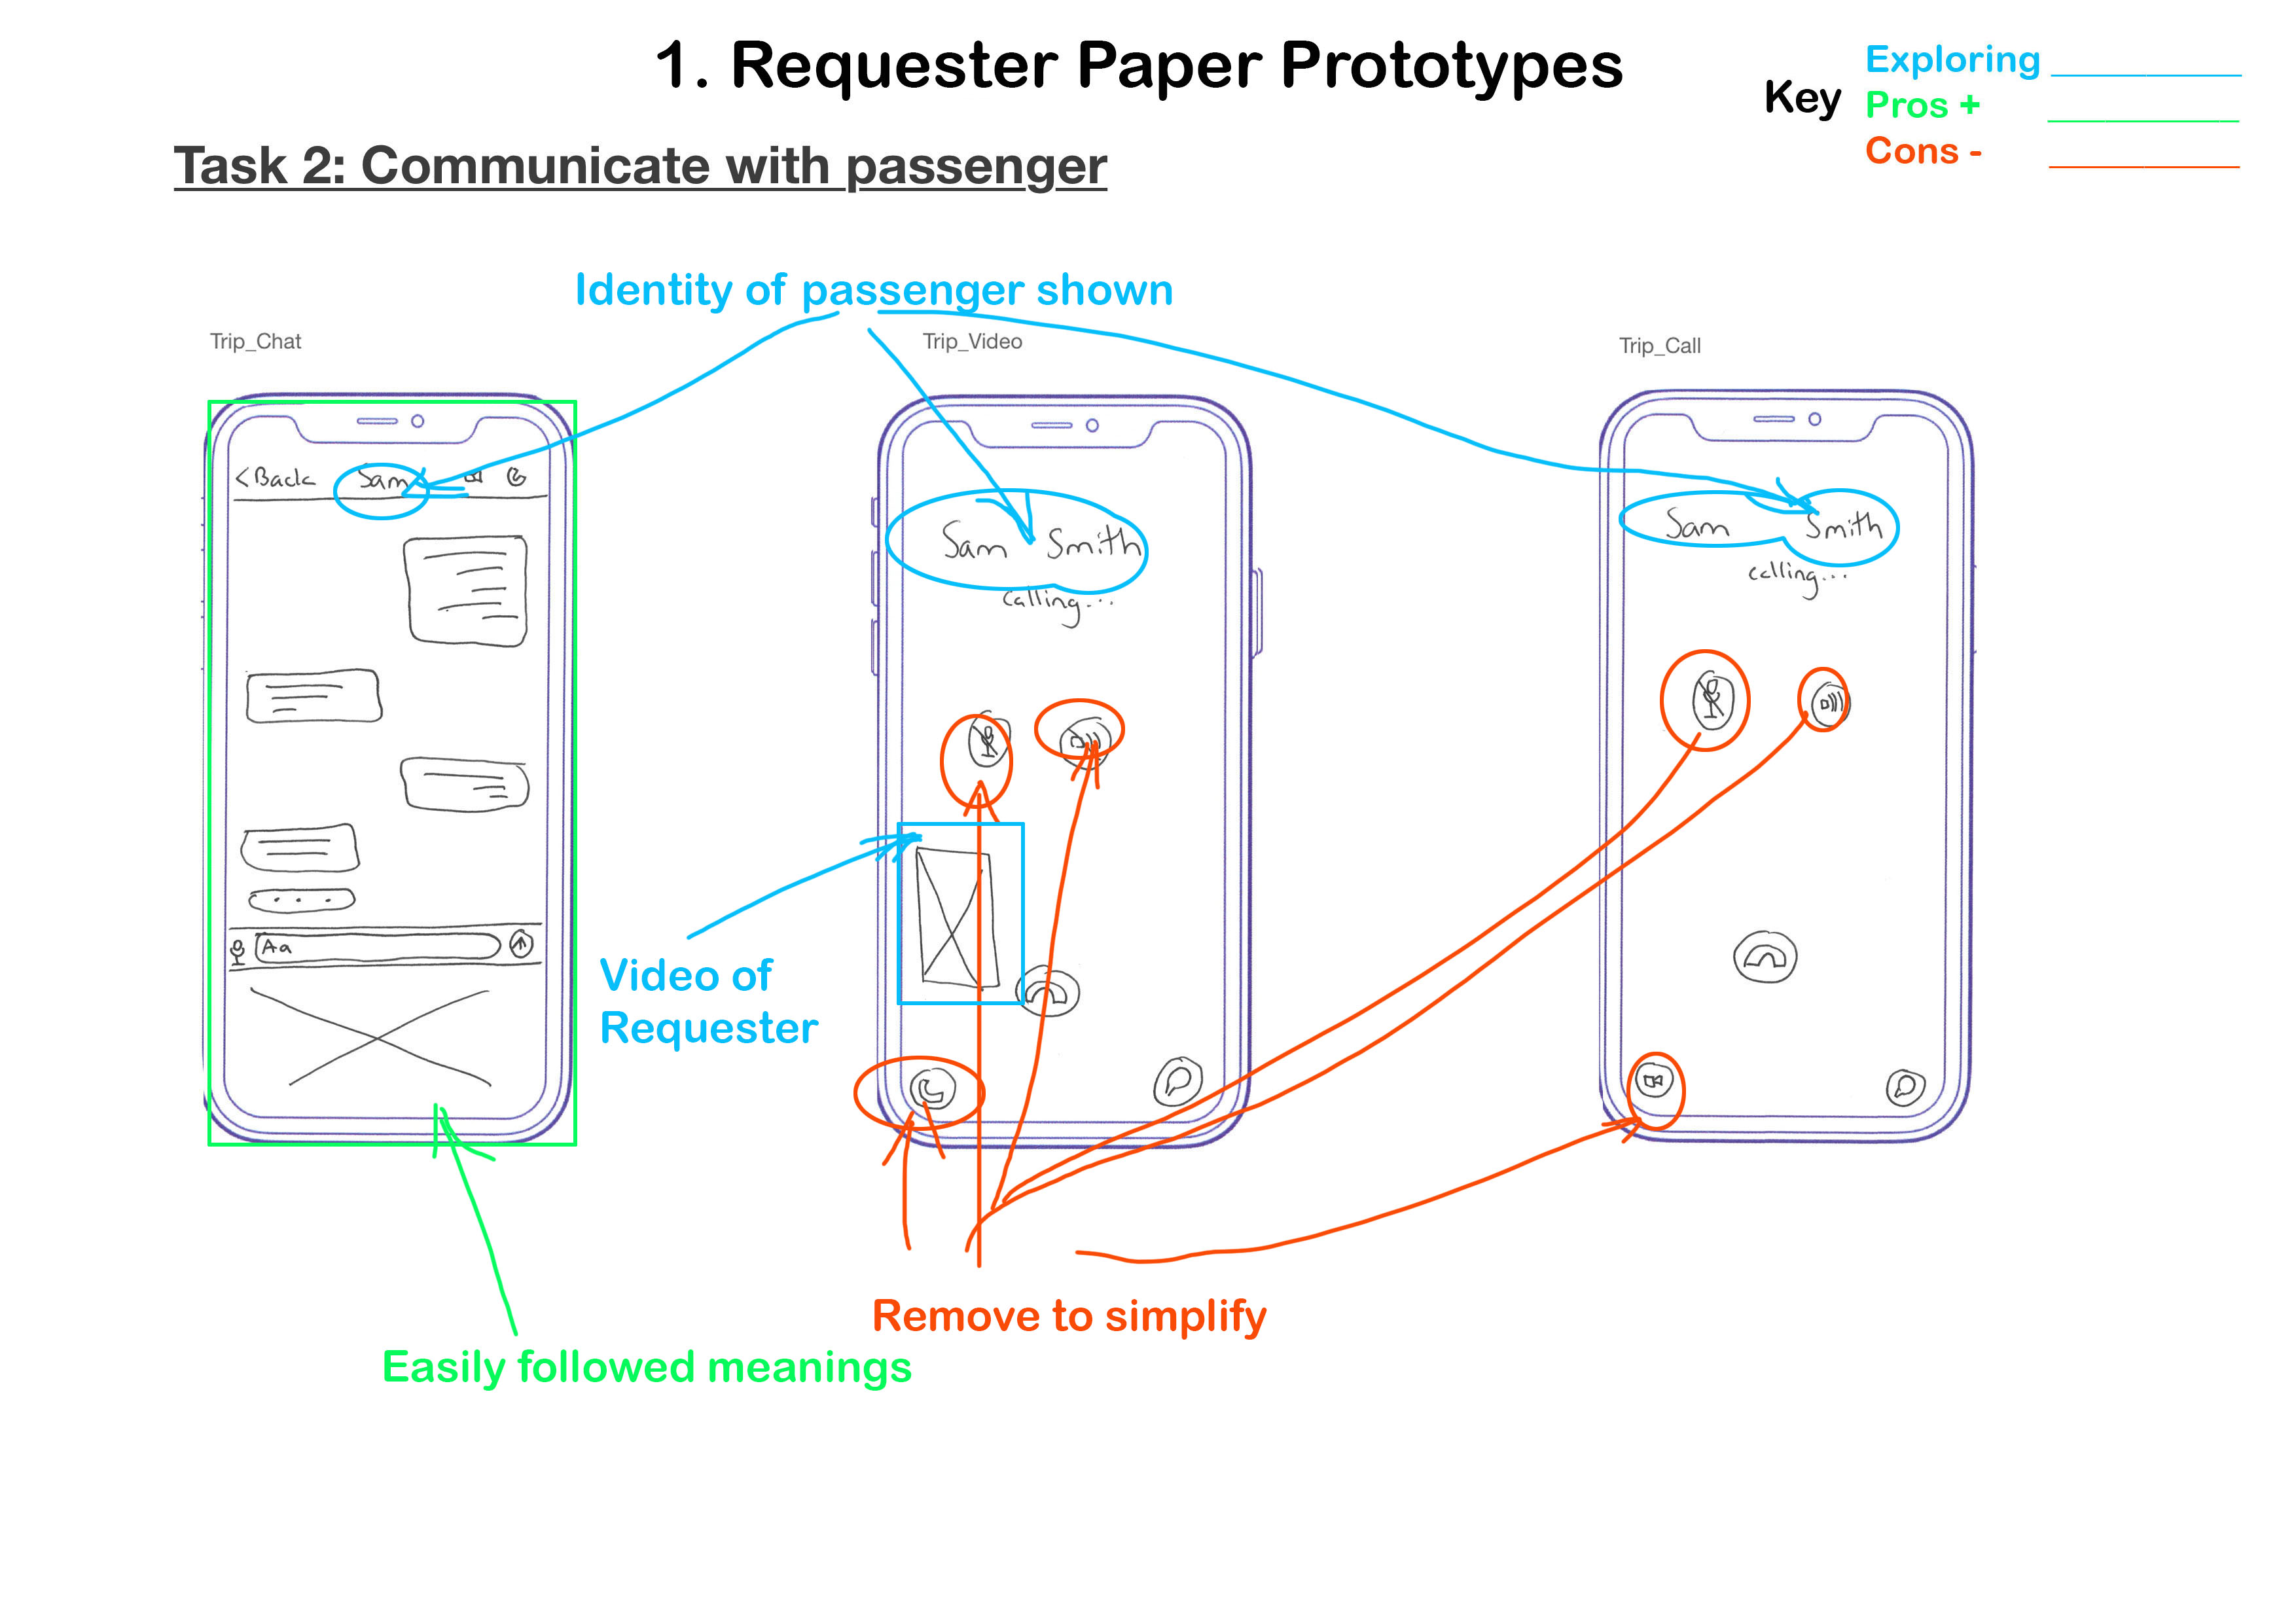 1. Requester Paper Prototypes
Key
Exploring
Pros +
Cons -
Task 2: Communicate with passenger
Identity of passenger shown
Trip_Chat
Trip_Video
Trip_Call
<Back Sam
Sam Smith
calling...
Sam Smith
calling...
Aa
Video of
Requester
Remove to simplify
Easily followed meanings